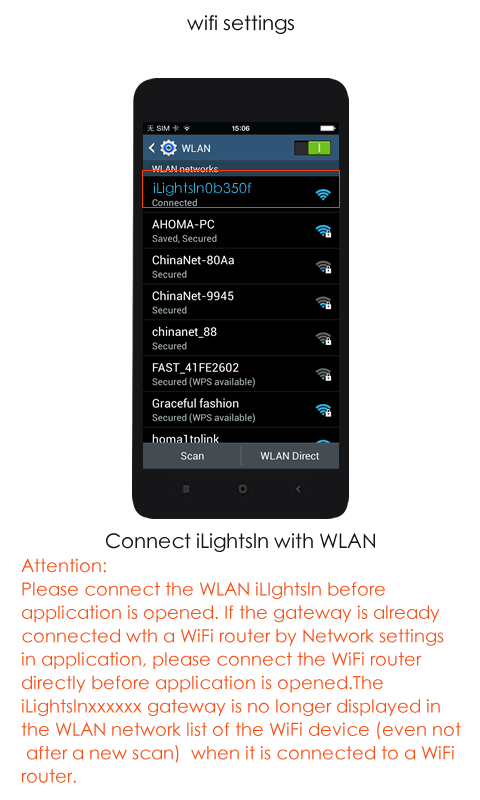 wifi settings
无 SIM 卡 15:06
WLAN
WLAN networks
iLightsIn0b350f
Connected
AHOMA-PC
Saved, Secured
ChinaNet-80Aa
Secured
ChinaNet-9945
Secured
chinanet_88
Secured
FAST_41FE2602
Secured (WPS available)
Graceful fashion
Secured (WPS available)
homa1tplink
Scan WLAN Direct
Connect iLightsIn with WLAN
Attention:
Please connect the WLAN iLIghtsIn before
application is opened. If the gateway is already
connected wth a WiFi router by Network settings
in application, please connect the WiFi router
directly before application is opened.The
iLightsInxxxxxx gateway is no longer displayed in
the WLAN network list of the WiFi device (even not
after a new scan) when it is connected to a WiFi
router.